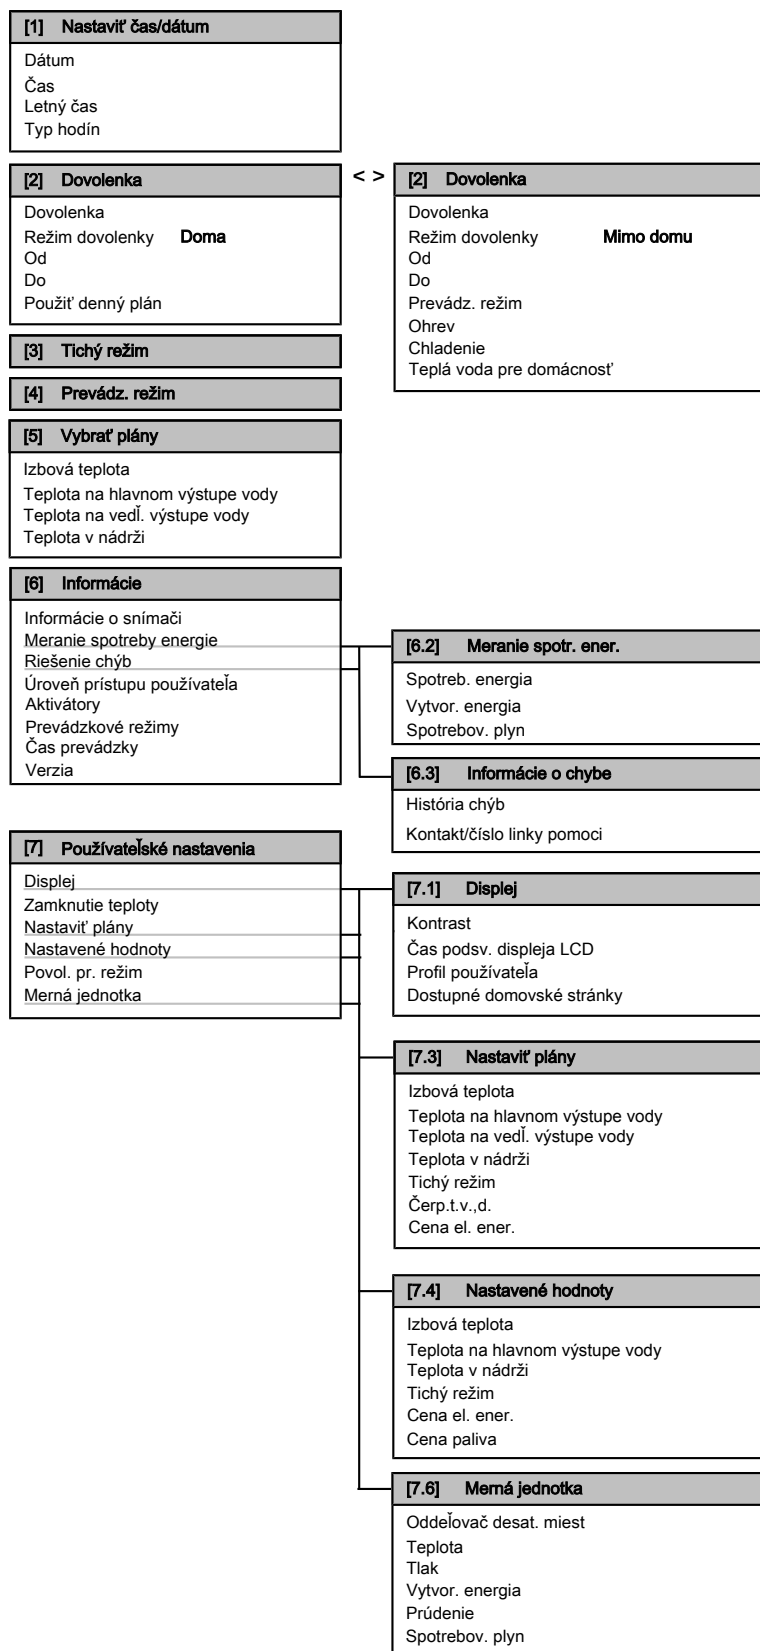 [1] Nastaviť čas/dátum
Dátum
Čas
Letný čas
Typ hodín
[2] Dovolenka
Dovolenka
Režim dovolenky Doma
Od
Do
Použiť denný plán
< >
[2] Dovolenka
Dovolenka
Režim dovolenky Mimo domu
Od
Do
Prevádz. režim
Ohrev
Chladenie
Teplá voda pre domácnosť
[3] Tichý režim
[4] Prevádz. režim
[5] Vybrať plány
Izbová teplota
Teplota na hlavnom výstupe vody
Teplota na vedľ. výstupe vody
Teplota v nádrži
[6] Informácie
Informácie o snímači
Meranie spotreby energie
Riešenie chýb
Úroveň prístupu používateľa
Aktivátory
Prevádzkové režimy
Čas prevádzky
Verzia
[6.2] Meranie spotr. ener.
Spotreb. energia
Vytvor. energia
Spotrebov. plyn
[6.3] Informácie o chybe
História chýb
Kontakt/číslo linky pomoci
[7] Používateľské nastavenia
Displej
Zamknutie teploty
Nastaviť plány
Nastavené hodnoty
Povol. pr. režim
Merná jednotka
[7.1] Displej
Kontrast
Čas podsv. displeja LCD
Profil používateľa
Dostupné domovské stránky
[7.3] Nastaviť plány
Izbová teplota
Teplota na hlavnom výstupe vody
Teplota na vedľ. výstupe vody
Teplota v nádrži
Tichý režim
Čerp.t.v.,d.
Cena el. ener.
[7.4] Nastavené hodnoty
Izbová teplota
Teplota na hlavnom výstupe vody
Teplota v nádrži
Tichý režim
Cena el. ener.
Cena paliva
[7.6] Merná jednotka
Oddeľovač desat. miest
Teplota
Tlak
Vytvor. energia
Prúdenie
Spotrebov. plyn